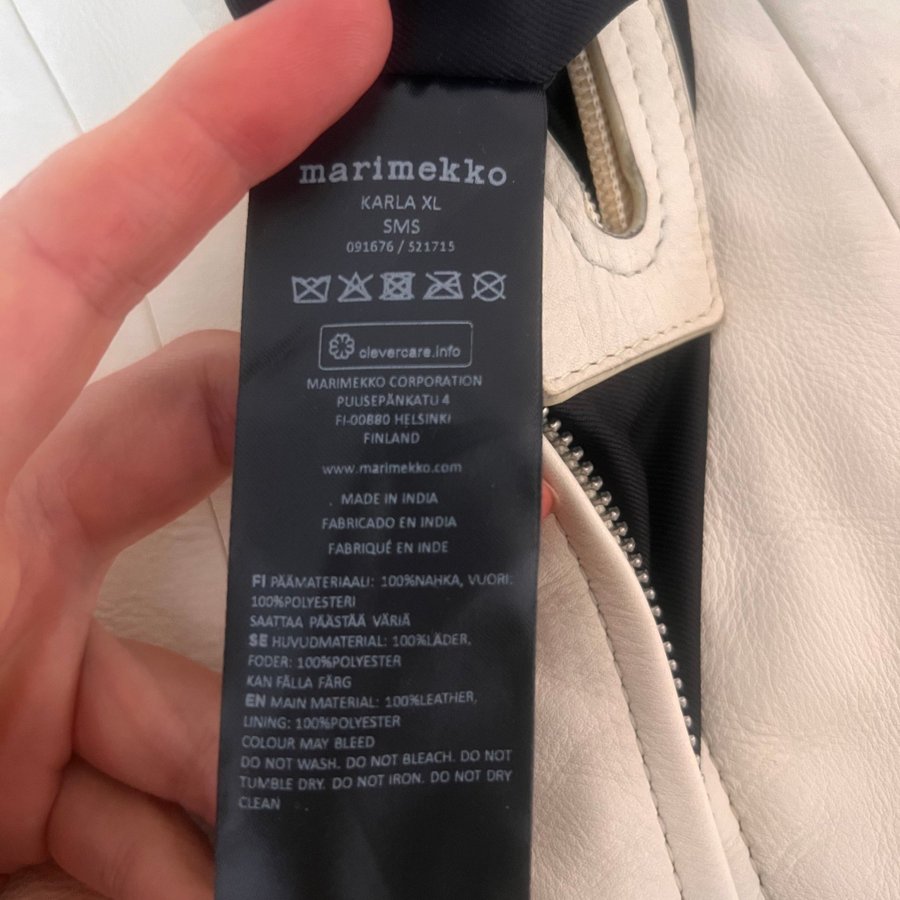 marimekko
KARLA XL
SMS
091676 / 521715
clevercare.info
MARIMEKKO CORPORATION
PUUSEPÄNKATU 4
FI-00880 HELSINKI
FINLAND
www.marimekko.com
MADE IN INDIA
FABRICADO EN INDIA
FABRIQUÉ EN INDE
FI PÄÄMATERIAALI: 100%NAHKA, VUORI:
100%POLYESTERI
SAATTAA PÄÄSTÄÄ VÄRIÄ
SE HUVUDMATERIAL: 100%LÄDER,
FODER: 100%POLYESTER
KAN FÄLLA FÄRG
EN MAIN MATERIAL: 100%LEATHER,
LINING: 100%POLYESTER
COLOUR MAY BLEED
DO NOT WASH. DO NOT BLEACH. DO NOT
TUMBLE DRY. DO NOT IRON. DO NOT DRY
CLEAN